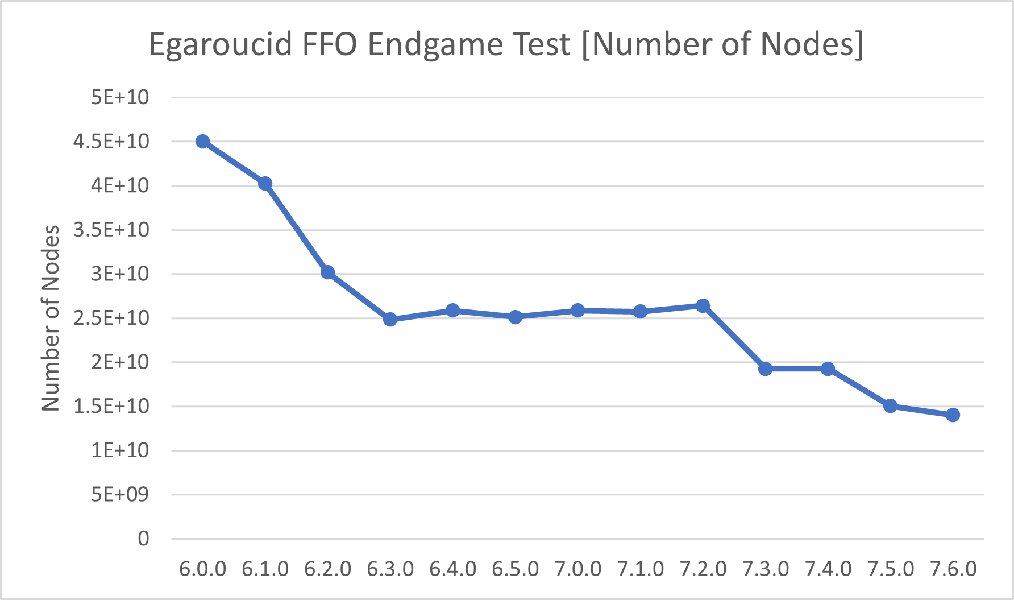 Egaroucid FFO Endgame Test [Number of Nodes]
Number of Nodes
5E+10
4.5E+10
4E+10
3.5E+10
3E+10
2.5E+10
2E+10
1.5E+10
1E+10
5E+09
0
6.0.0 6.1.0 6.2.0 6.3.0 6.4.0 6.5.0 7.0.0 7.1.0 7.2.0 7.3.0 7.4.0 7.5.0 7.6.0